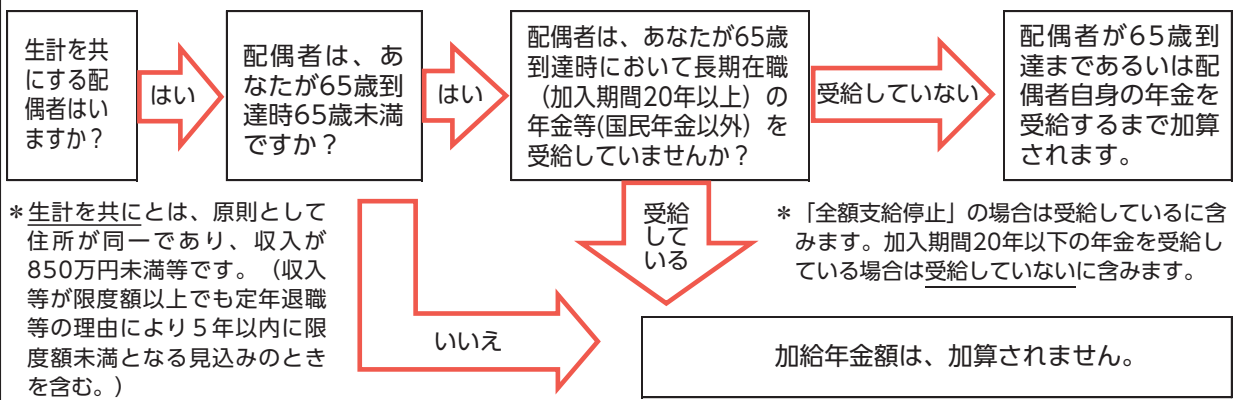 生計を共
にする配
偶者はい
ますか？
はい
配偶者は、あ
なたが65歳到
達時65歳未満
ですか？
はい
配偶者は、あなたが65歳
到達時において長期在職
（加入期間20年以上）の
年金等(国民年金以外）を
受給していませんか？
受給していない
配偶者が65歳到
達まであるいは配
偶者自身の年金を
受給するまで加算
されます。
＊生計を共にとは、原則として
住所が同一であり、収入が
850万円未満等です。（収入
等が限度額以上でも定年退職
等の理由により５年以内に限
度額未満となる見込みのとき
を含む。）
いいえ
受給
して
いる
＊「全額支給停止」の場合は受給しているに含
みます。加入期間20年以下の年金を受給し
ている場合は受給していないに含みます。
加給年金額は、加算されません。